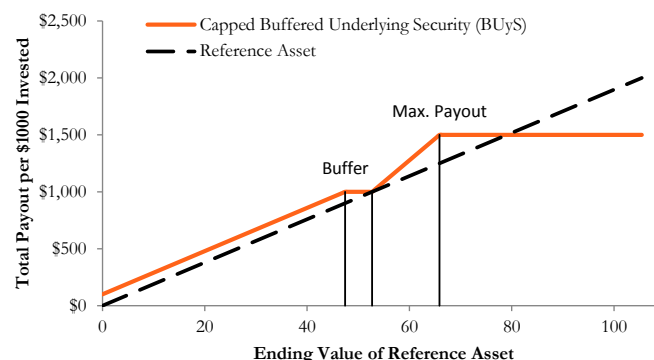 Capped Buffered Underlying Security (BUyS)
Reference Asset
Total Payout per $1000 Invested
$2,500
$2,000
$1,500
$1,000
$500
$0
Max. Payout
Buffer
0 20 40 60 80 100
Ending Value of Reference Asset